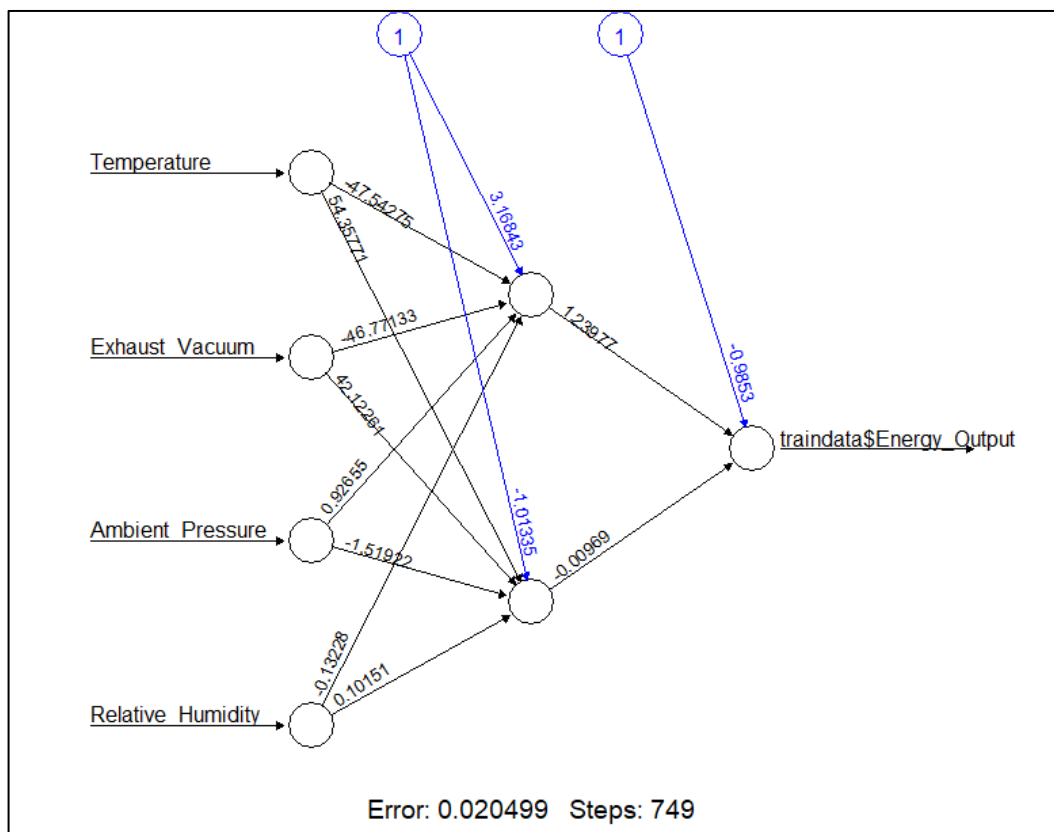 1
1
Temperature
-47.54275
54.35771
3.16843
Exhaust_Vacuum
-46.77133
42.12261
1.23977
-0.9853
traindata$Energy_Output
Ambient_Pressure
0.92655
-1.51922
-1.01335
-0.00969
Relative_Humidity
-0.13228
0.10151
Error: 0.020499 Steps: 749